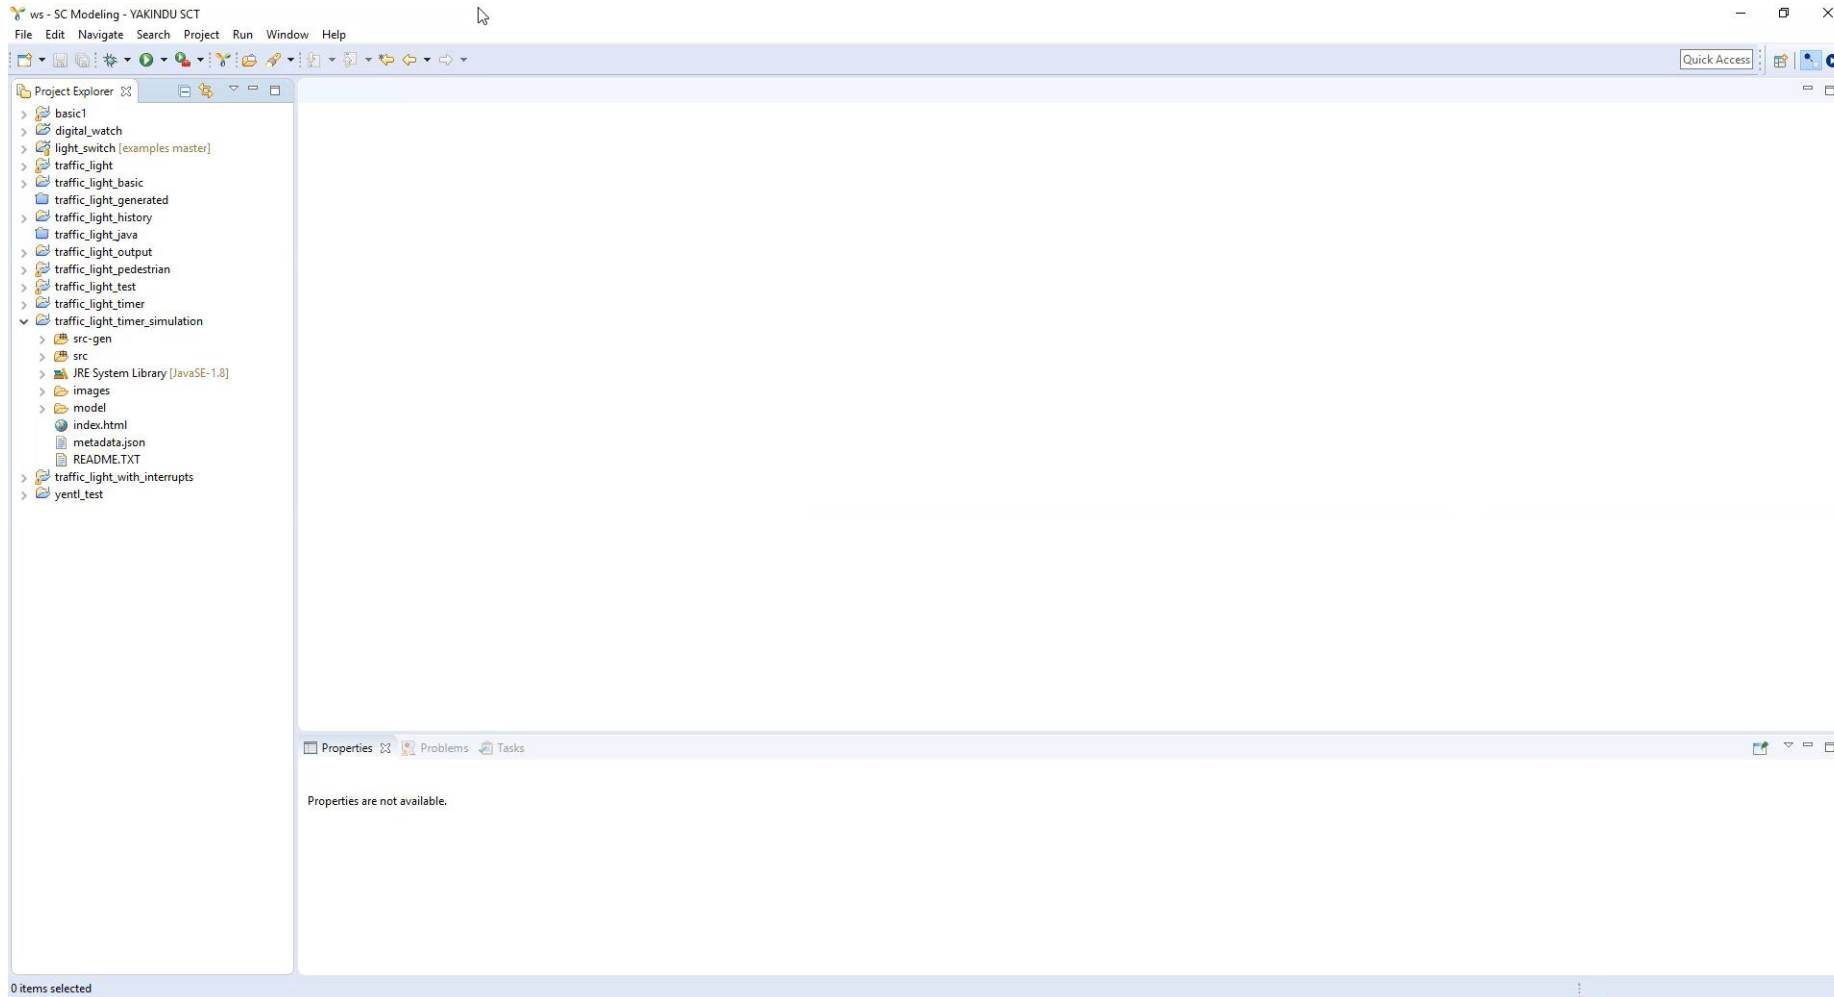 ws - SC Modeling - YAKINDU SCT
File Edit Navigate Search Project Run Window Help
Quick Access
Project Explorer
basic1
digital_watch
light_switch [examples master]
traffic_light
traffic_light_basic
traffic_light_generated
traffic_light_history
traffic_light_java
traffic_light_output
traffic_light_pedestrian
traffic_light_test
traffic_light_timer
traffic_light_timer_simulation
src-gen
src
JRE System Library [JavaSE-1.8]
images
model
index.html
metadata.json
README.TXT
traffic_light_with_interrupts
yentl_test
Properties Problems Tasks
Properties are not available.
0 items selected